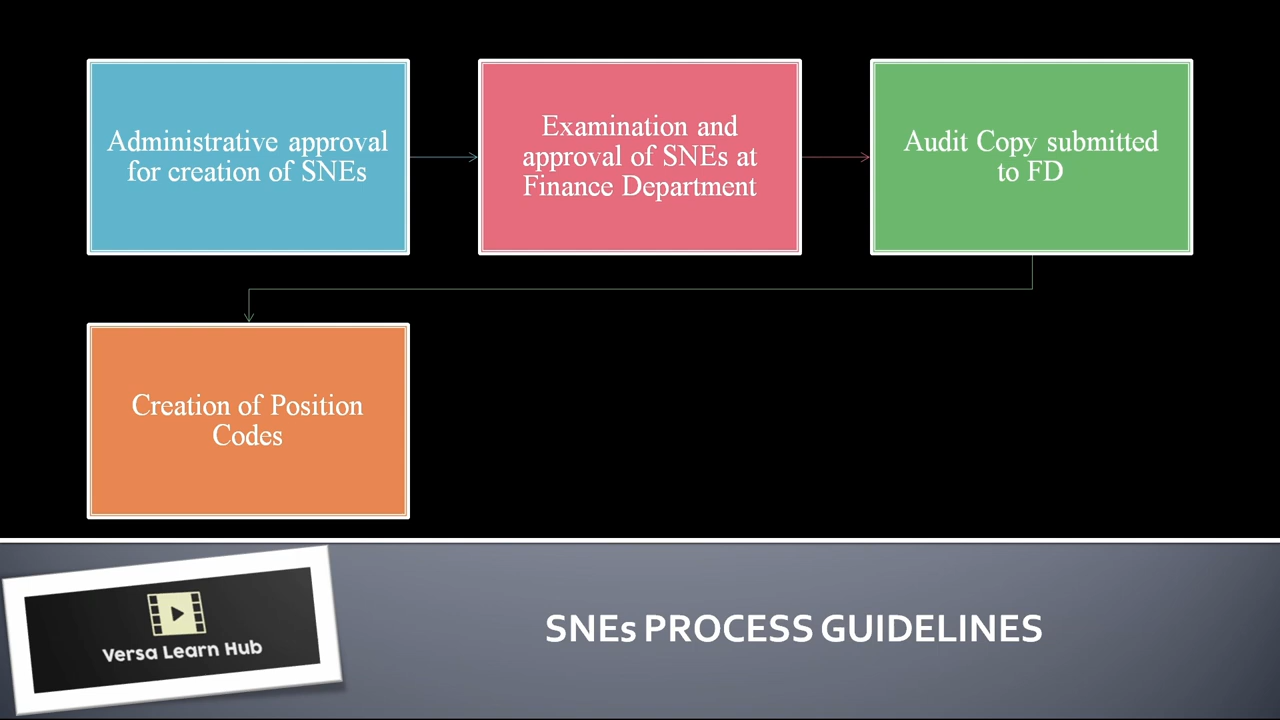 Administrative approval
for creation of SNEs
Examination and
approval of SNEs at
Finance Department
Audit Copy submitted
to FD
Creation of Position
Codes
Versa Learn Hub
SNEs PROCESS GUIDELINES